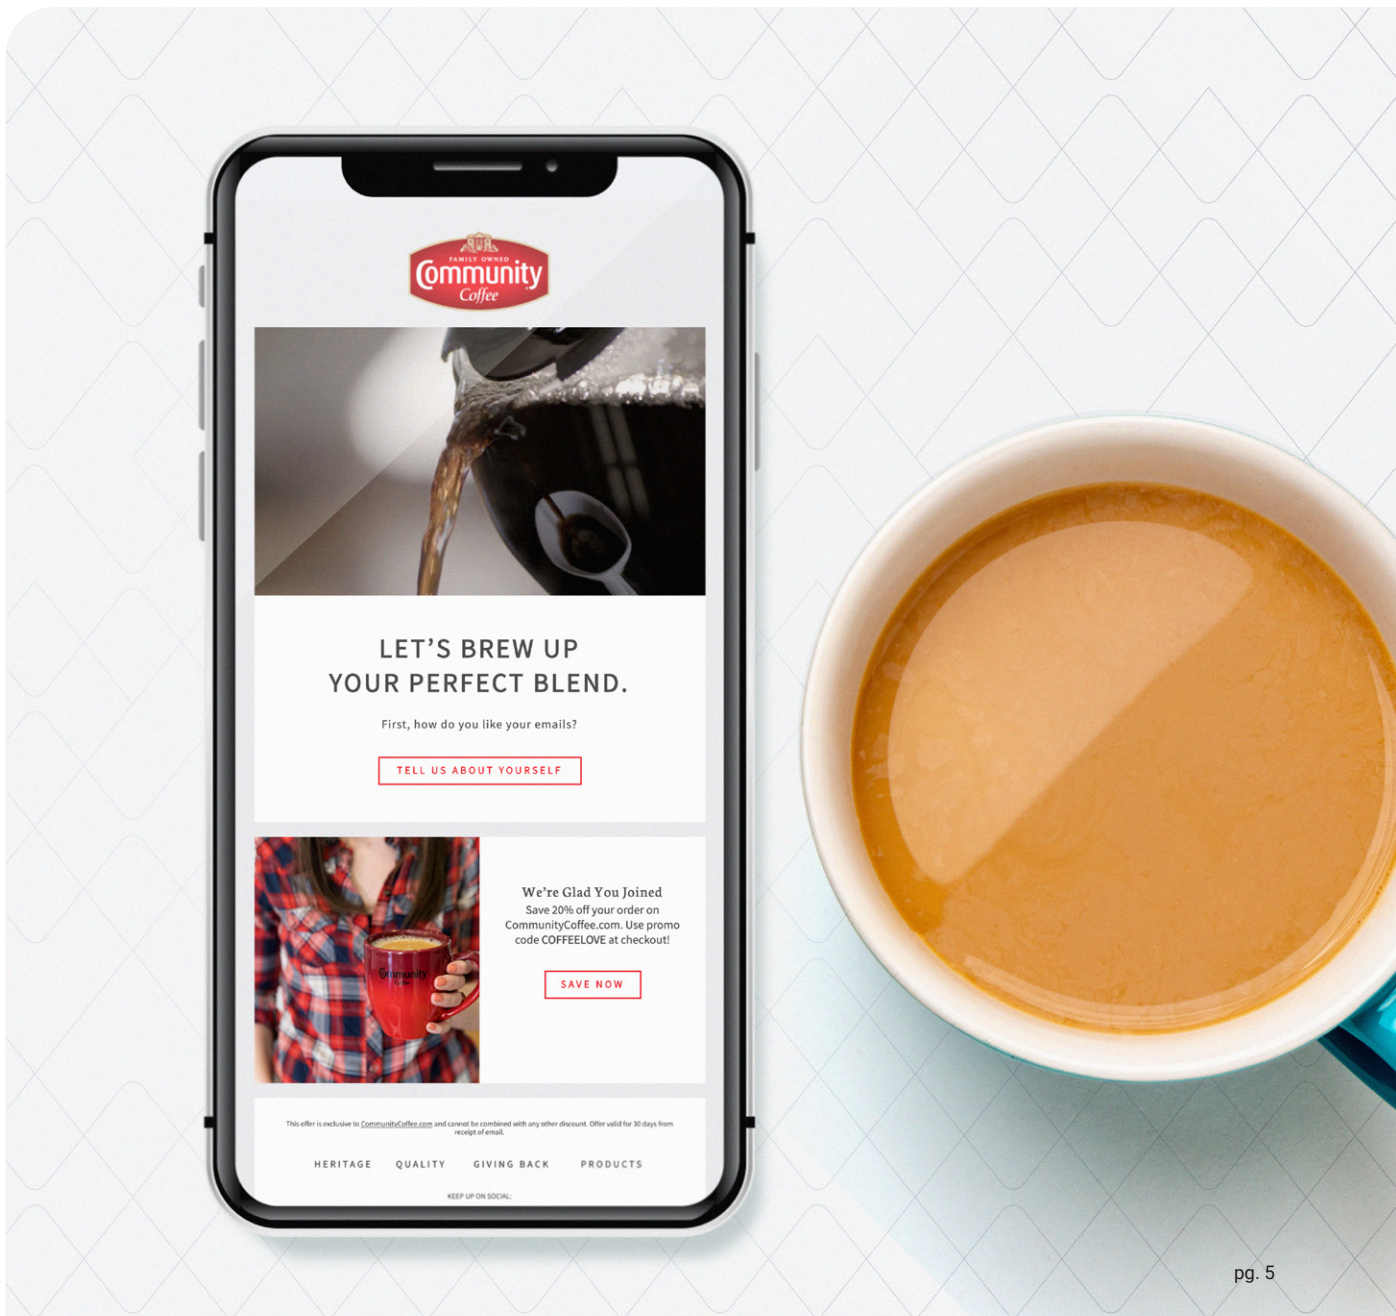 FAMILY OWNED
Community
Coffee
LET’S BREW UP
YOUR PERFECT BLEND.
First, how do you like your emails?
TELL US ABOUT YOURSELF
Community
Coffee
We’re Glad You Joined
Save 20% off your order on
CommunityCoffee.com. Use promo
code COFFEELOVE at checkout!
SAVE NOW
This offer is exclusive to CommunityCoffee.com and cannot be combined with any other discount. Offer valid for 30 days from
receipt of email.
HERITAGE QUALITY GIVING BACK PRODUCTS
KEEP UP ON SOCIAL:
pg. 5